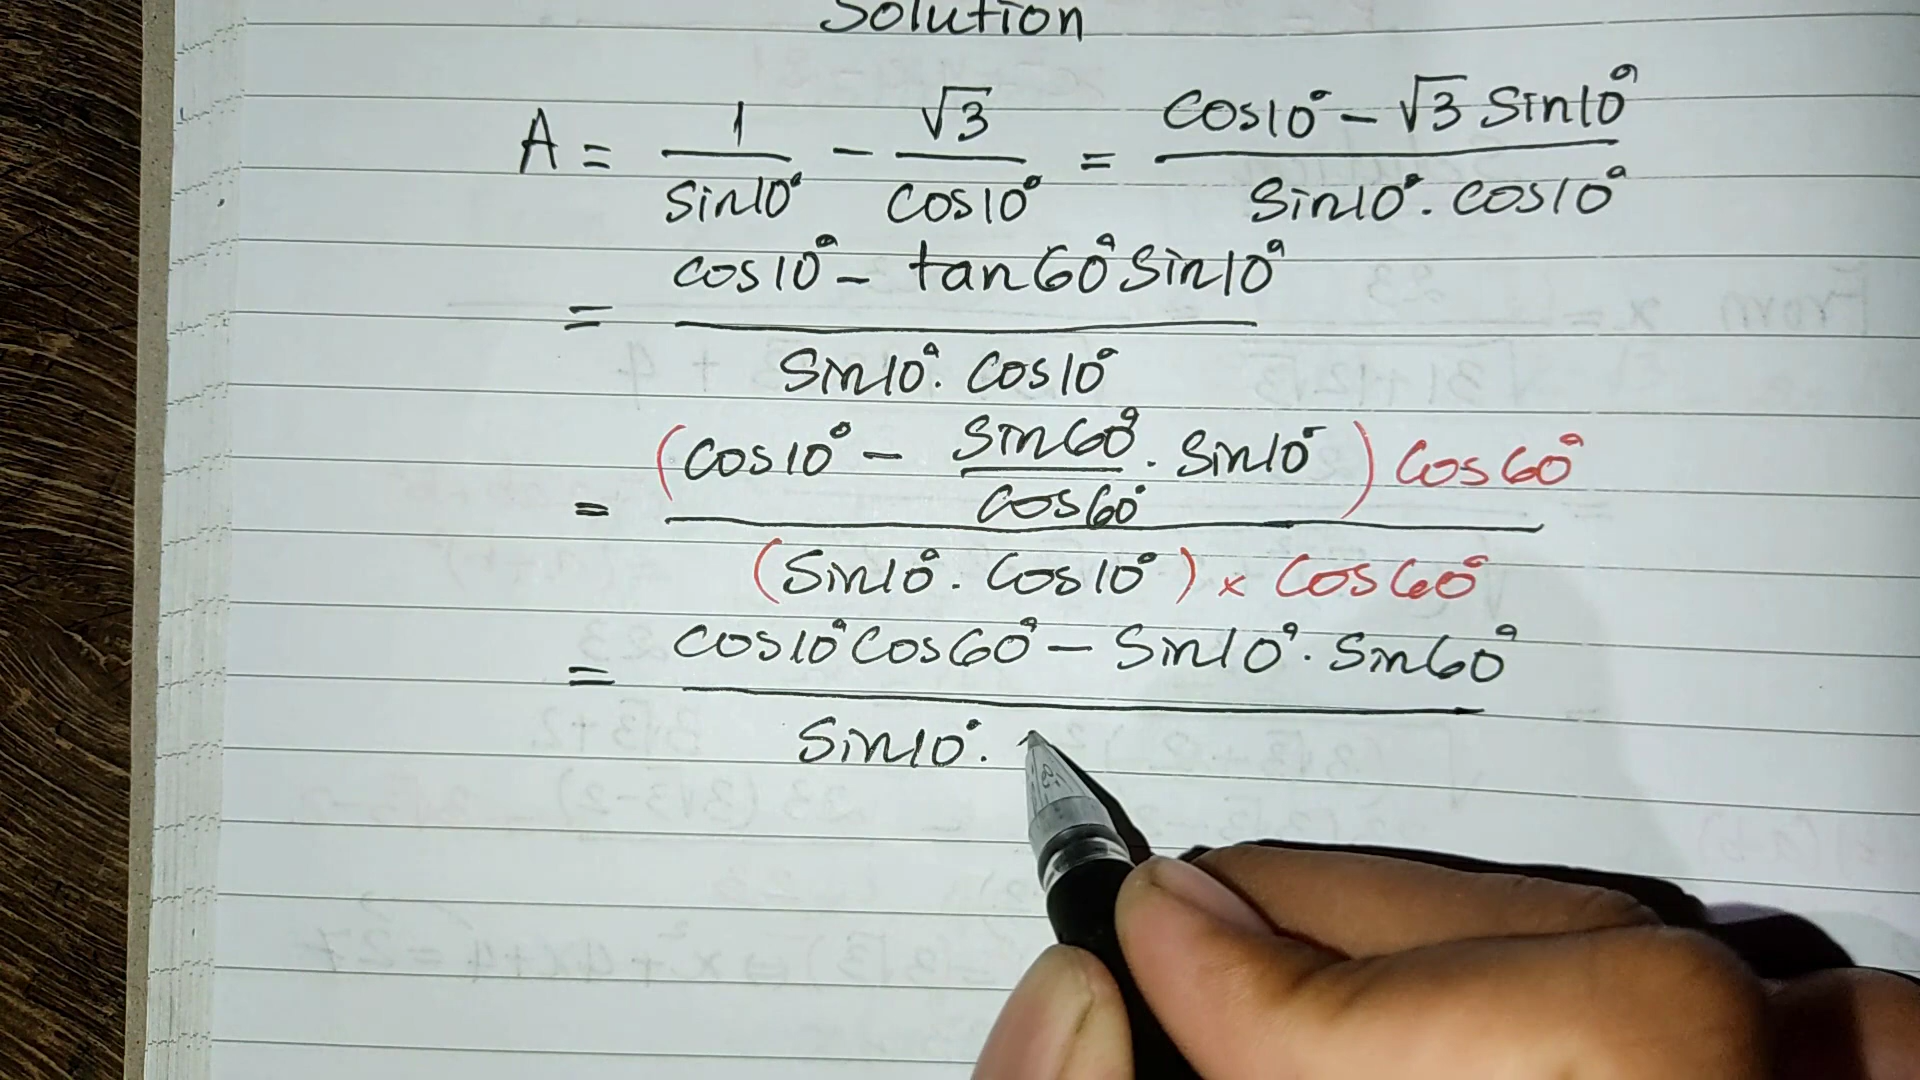 Solution
A = 1/sin10° - √3/cos10° = (cos10° - √3 sin10°)/(sin10° . cos10°)
= (cos10° - tan60° sin10°)/(sin10° . cos10°)
= ((cos10° - sin60°/cos60° . sin10°) cos60°)/((sin10° . cos10°) × cos60°)
= (cos10° cos60° - sin10° . sin60°)/(sin10° .